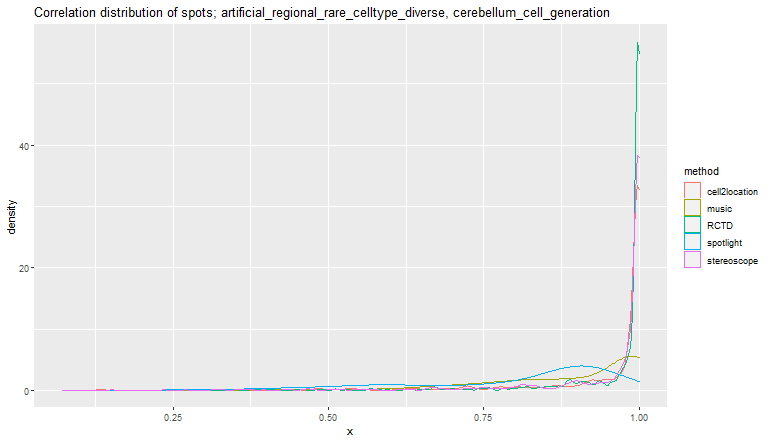 Correlation distribution of spots; artificial_regional_rare_celltype_diverse, cerebellum_cell_generation
density
40
20
0
0.25 0.50 0.75 1.00
x
method
cell2location
music
RCTD
spotlight
stereoscope